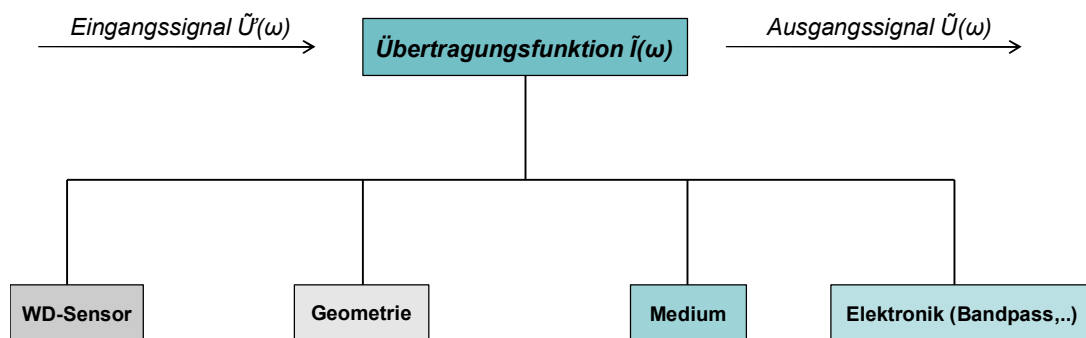 Eingangssignal Ũ'(ω)
Übertragungsfunktion Ĩ(ω)
Ausgangssignal Ũ(ω)
WD-Sensor
Geometrie
Medium
Elektronik (Bandpass,..)